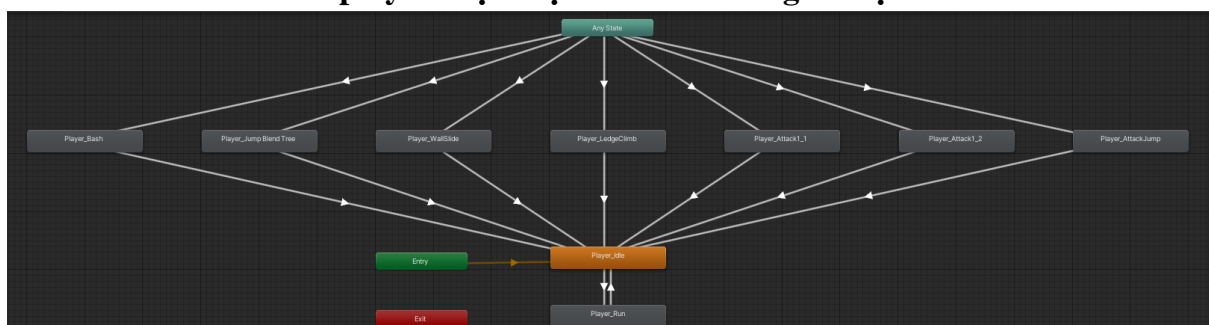 Any State
Player_Bash
Player_Jump Blend Tree
Player_WallSlide
Player_LedgeClimb
Player_Attack1_1
Player_Attack1_2
Player_AttackJump
Player_Idle
Entry
Player_Run
Exit